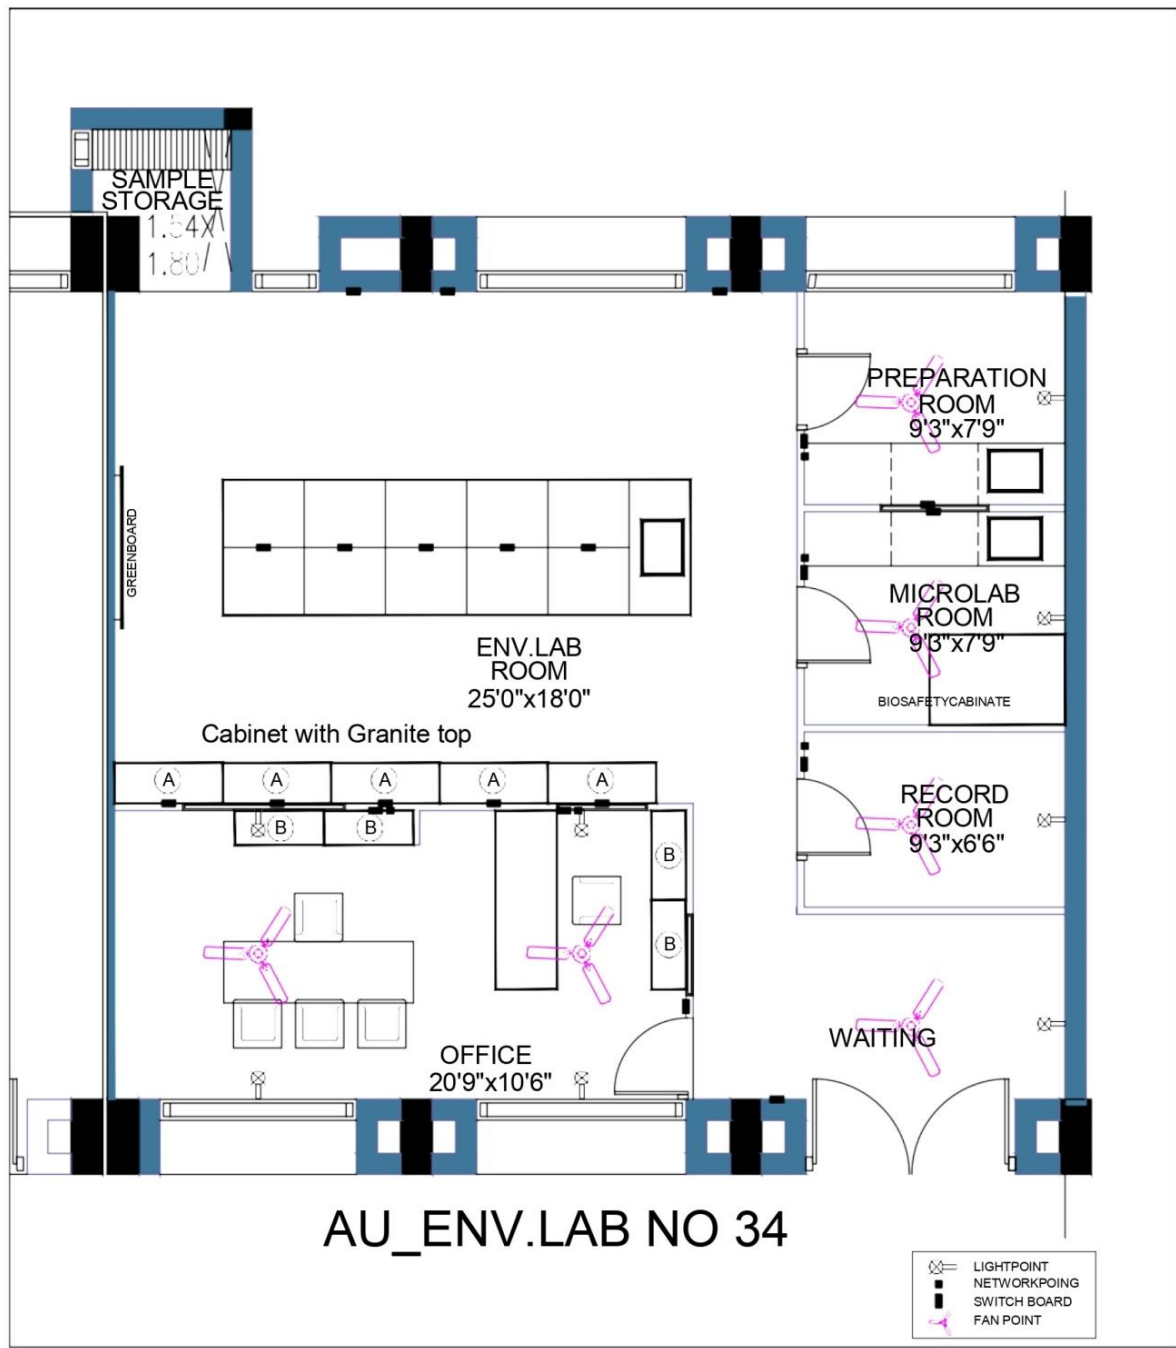 SAMPLE
STORAGE
1.54X
1.80
PREPARATION
ROOM
9'3"x7'9"
GREENBOARD
MICROLAB
ROOM
9'3"x7'9"
BIOSAFETYCABINATE
ENV.LAB
ROOM
25'0"x18'0"
Cabinet with Granite top
A A A A A
B B
B
B
RECORD
ROOM
9'3"x6'6"
WAITING
OFFICE
20'9"x10'6"
AU_ENV.LAB NO 34
LIGHTPOINT
NETWORKPOING
SWITCH BOARD
FAN POINT